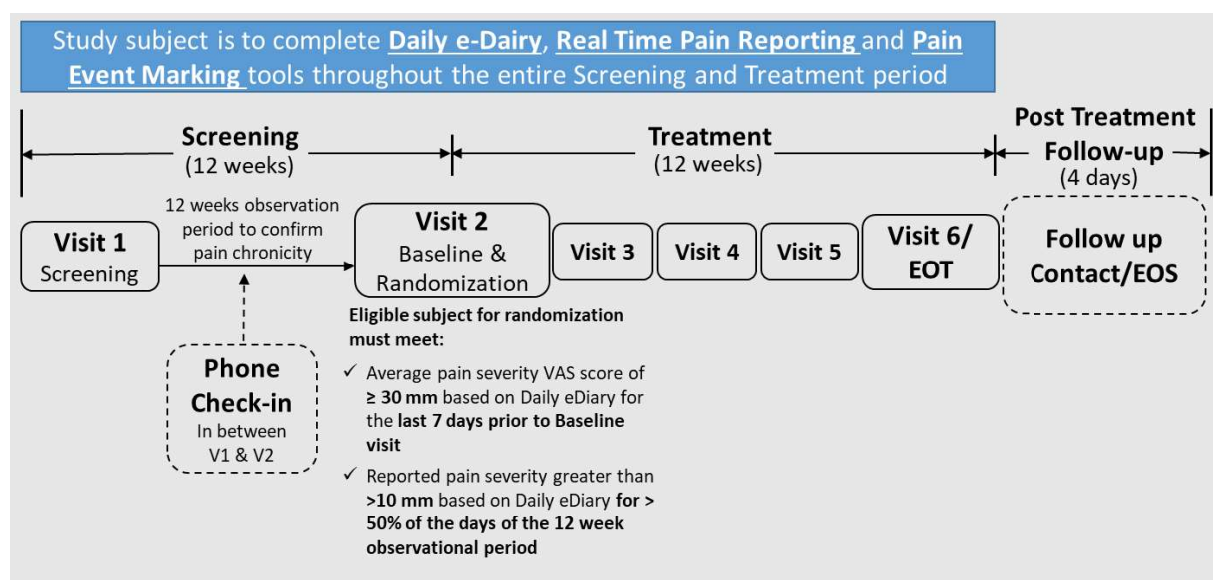 Study subject is to complete Daily e-Dairy, Real Time Pain Reporting and Pain
Event Marking tools throughout the entire Screening and Treatment period
Screening
(12 weeks)
Treatment
(12 weeks)
Post Treatment
Follow-up
(4 days)
Visit 1
Screening
12 weeks observation
period to confirm
pain chronicity
Visit 2
Baseline &
Randomization
Visit 3
Visit 4
Visit 5
Visit 6/
EOT
Follow up
Contact/EOS
Phone
Check-in
In between
V1 & V2
Eligible subject for randomization
must meet:
✓ Average pain severity VAS score of
≥ 30 mm based on Daily eDiary for
the last 7 days prior to Baseline
visit
✓ Reported pain severity greater than
>10 mm based on Daily eDiary for >
50% of the days of the 12 week
observational period